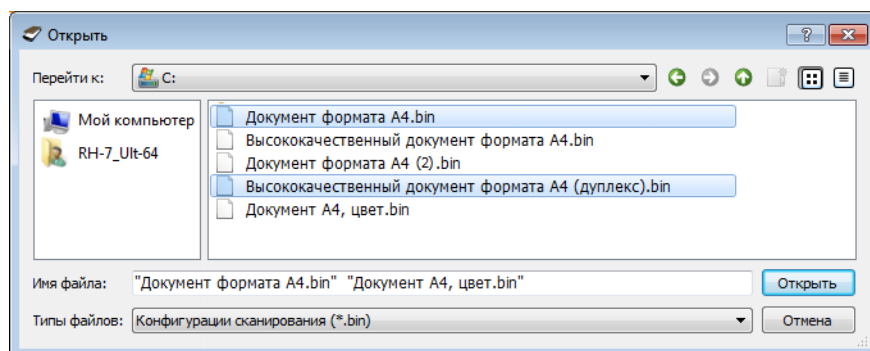 Открыть
Перейти к: C:
Мой компьютер
RH-7_Ult-64
Документ формата A4.bin
Высококачественный документ формата A4.bin
Документ формата A4 (2).bin
Высококачественный документ формата A4 (дуплекс).bin
Документ A4, цвет.bin
Имя файла: "Документ формата A4.bin" "Документ A4, цвет.bin" Открыть
Типы файлов: Конфигурации сканирования (*.bin) Отмена